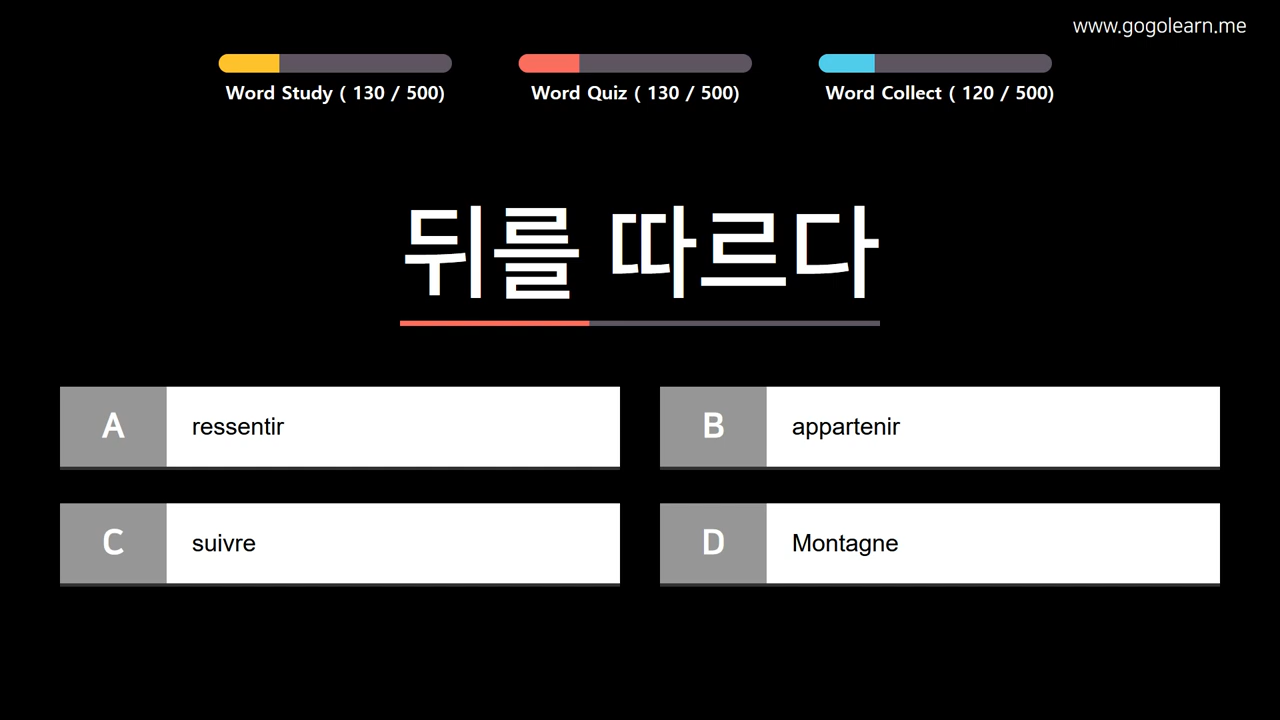 www.gogolearn.me
Word Study ( 130 / 500)
Word Quiz ( 130 / 500)
Word Collect ( 120 / 500)
뒤를 따르다
A ressentir
B appartenir
C suivre
D Montagne